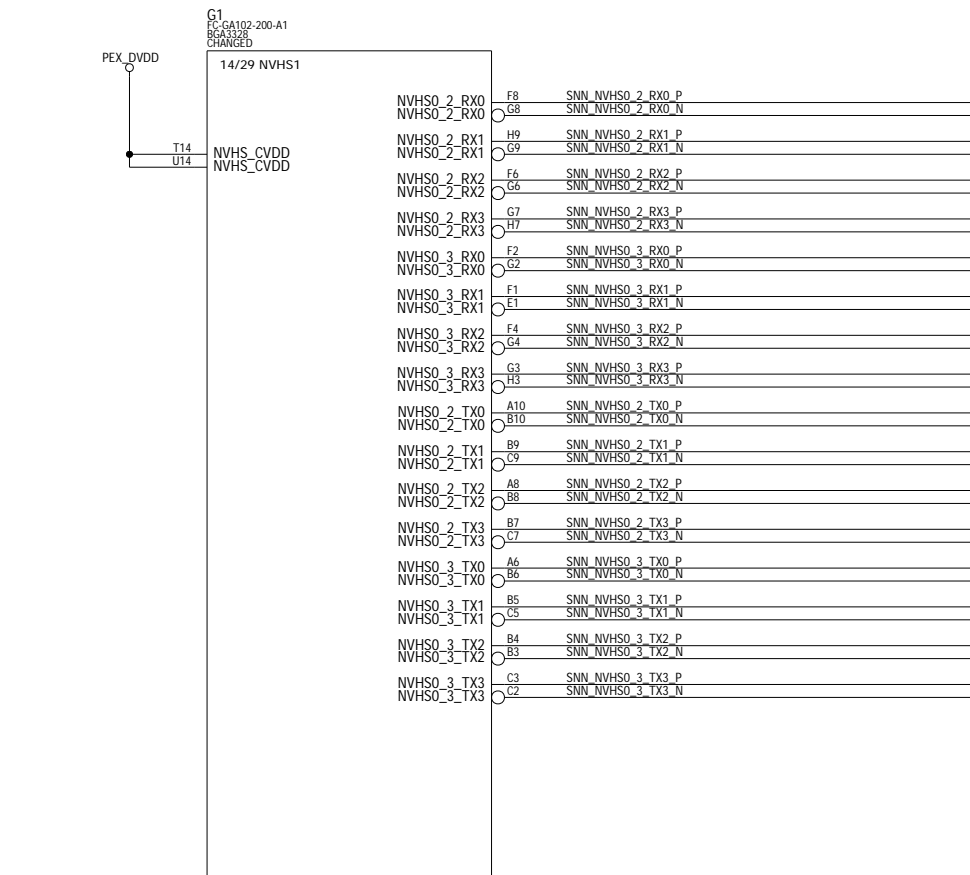 G1
FC-GA102-200-A1
BGA3328
CHANGED
PEX_DVDD
14/29 NVHS1
T14 NVHS_CVDD
U14 NVHS_CVDD
NVHS0_2_RX0 F8 SNN_NVHS0_2_RX0_P
NVHS0_2_RX0 G8 SNN_NVHS0_2_RX0_N
NVHS0_2_RX1 H9 SNN_NVHS0_2_RX1_P
NVHS0_2_RX1 G9 SNN_NVHS0_2_RX1_N
NVHS0_2_RX2 F6 SNN_NVHS0_2_RX2_P
NVHS0_2_RX2 G6 SNN_NVHS0_2_RX2_N
NVHS0_2_RX3 G7 SNN_NVHS0_2_RX3_P
NVHS0_2_RX3 H7 SNN_NVHS0_2_RX3_N
NVHS0_3_RX0 F2 SNN_NVHS0_3_RX0_P
NVHS0_3_RX0 G2 SNN_NVHS0_3_RX0_N
NVHS0_3_RX1 F1 SNN_NVHS0_3_RX1_P
NVHS0_3_RX1 E1 SNN_NVHS0_3_RX1_N
NVHS0_3_RX2 F4 SNN_NVHS0_3_RX2_P
NVHS0_3_RX2 G4 SNN_NVHS0_3_RX2_N
NVHS0_3_RX3 G3 SNN_NVHS0_3_RX3_P
NVHS0_3_RX3 H3 SNN_NVHS0_3_RX3_N
NVHS0_2_TX0 A10 SNN_NVHS0_2_TX0_P
NVHS0_2_TX0 B10 SNN_NVHS0_2_TX0_N
NVHS0_2_TX1 B9 SNN_NVHS0_2_TX1_P
NVHS0_2_TX1 C9 SNN_NVHS0_2_TX1_N
NVHS0_2_TX2 A8 SNN_NVHS0_2_TX2_P
NVHS0_2_TX2 B8 SNN_NVHS0_2_TX2_N
NVHS0_2_TX3 B7 SNN_NVHS0_2_TX3_P
NVHS0_2_TX3 C7 SNN_NVHS0_2_TX3_N
NVHS0_3_TX0 A6 SNN_NVHS0_3_TX0_P
NVHS0_3_TX0 B6 SNN_NVHS0_3_TX0_N
NVHS0_3_TX1 B5 SNN_NVHS0_3_TX1_P
NVHS0_3_TX1 C5 SNN_NVHS0_3_TX1_N
NVHS0_3_TX2 B4 SNN_NVHS0_3_TX2_P
NVHS0_3_TX2 B3 SNN_NVHS0_3_TX2_N
NVHS0_3_TX3 C3 SNN_NVHS0_3_TX3_P
NVHS0_3_TX3 C2 SNN_NVHS0_3_TX3_N